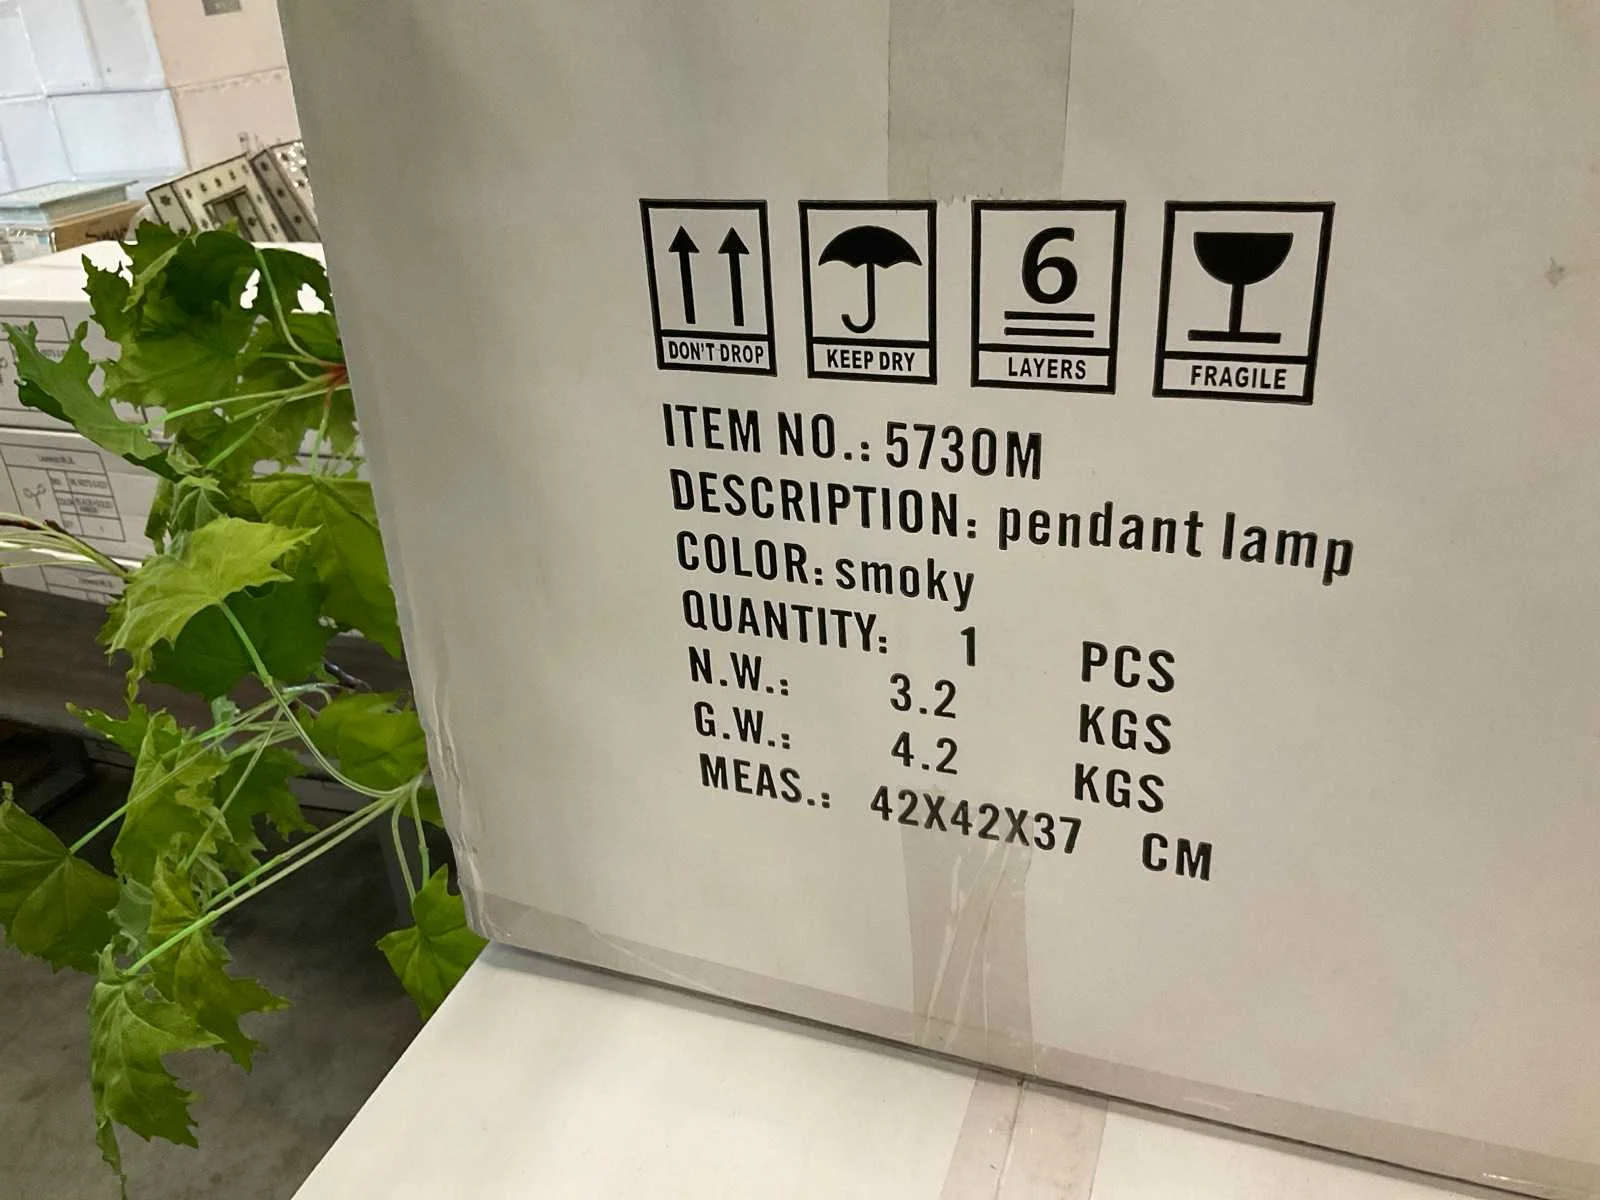 DON'T DROP
KEEP DRY
6
LAYERS
FRAGILE
ITEM NO.: 5730M
DESCRIPTION: pendant lamp
COLOR: smoky
QUANTITY: 1 PCS
N.W.: 3.2 KGS
G.W.: 4.2 KGS
MEAS.: 42X42X37 CM